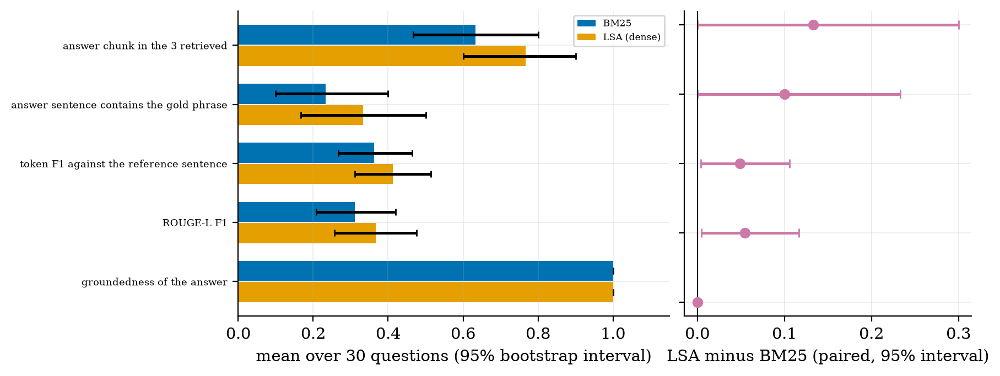 BM25
LSA (dense)
answer chunk in the 3 retrieved
answer sentence contains the gold phrase
token F1 against the reference sentence
ROUGE-L F1
groundedness of the answer
0.0 0.2 0.4 0.6 0.8 1.0
mean over 30 questions (95% bootstrap interval)
0.0 0.1 0.2 0.3
LSA minus BM25 (paired, 95% interval)